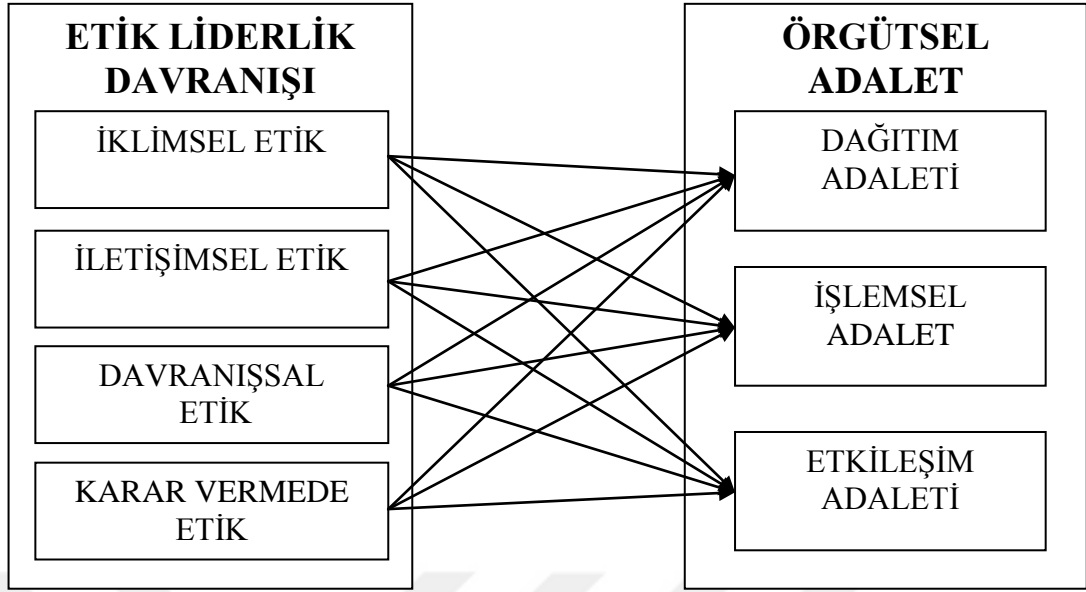 ETİK LİDERLİK
DAVRANIŞI
İKLİMSEL ETİK
İLETİŞİMSEL ETİK
DAVRANIŞSAL
ETİK
KARAR VERMEDE
ETİK
ÖRGÜTSEL
ADALET
DAĞITIM
ADALETİ
İŞLEMSEL
ADALET
ETKİLEŞİM
ADALETİ